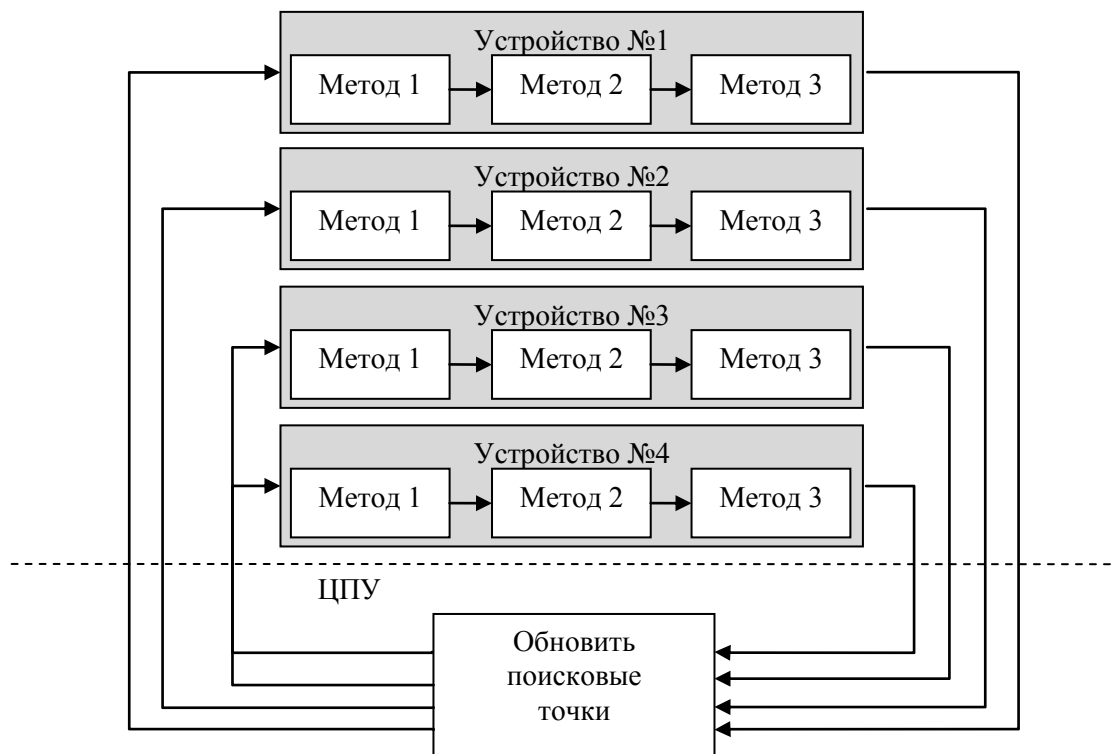 Устройство №1
Метод 1
Метод 2
Метод 3
Устройство №2
Метод 1
Метод 2
Метод 3
Устройство №3
Метод 1
Метод 2
Метод 3
Устройство №4
Метод 1
Метод 2
Метод 3
ЦПУ
Обновить
поисковые
точки